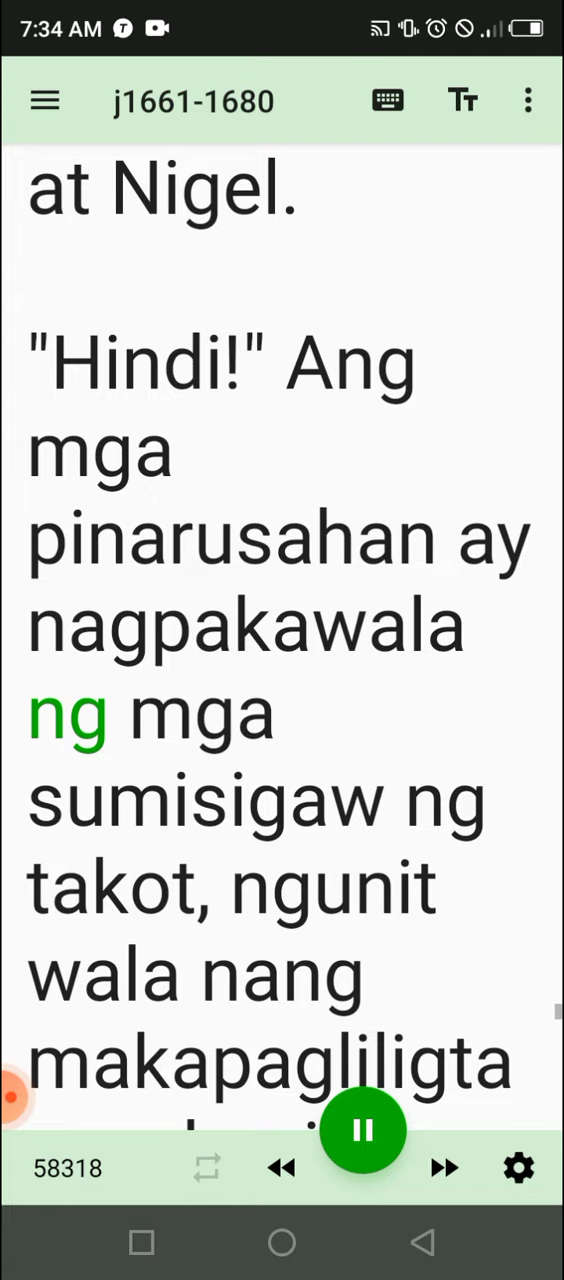 7:34 AM
j1661-1680
at Nigel.
"Hindi!" Ang
mga
pinarusahan ay
nagpakawala
ng mga
sumisigaw ng
takot, ngunit
wala nang
makapagliligta
58318